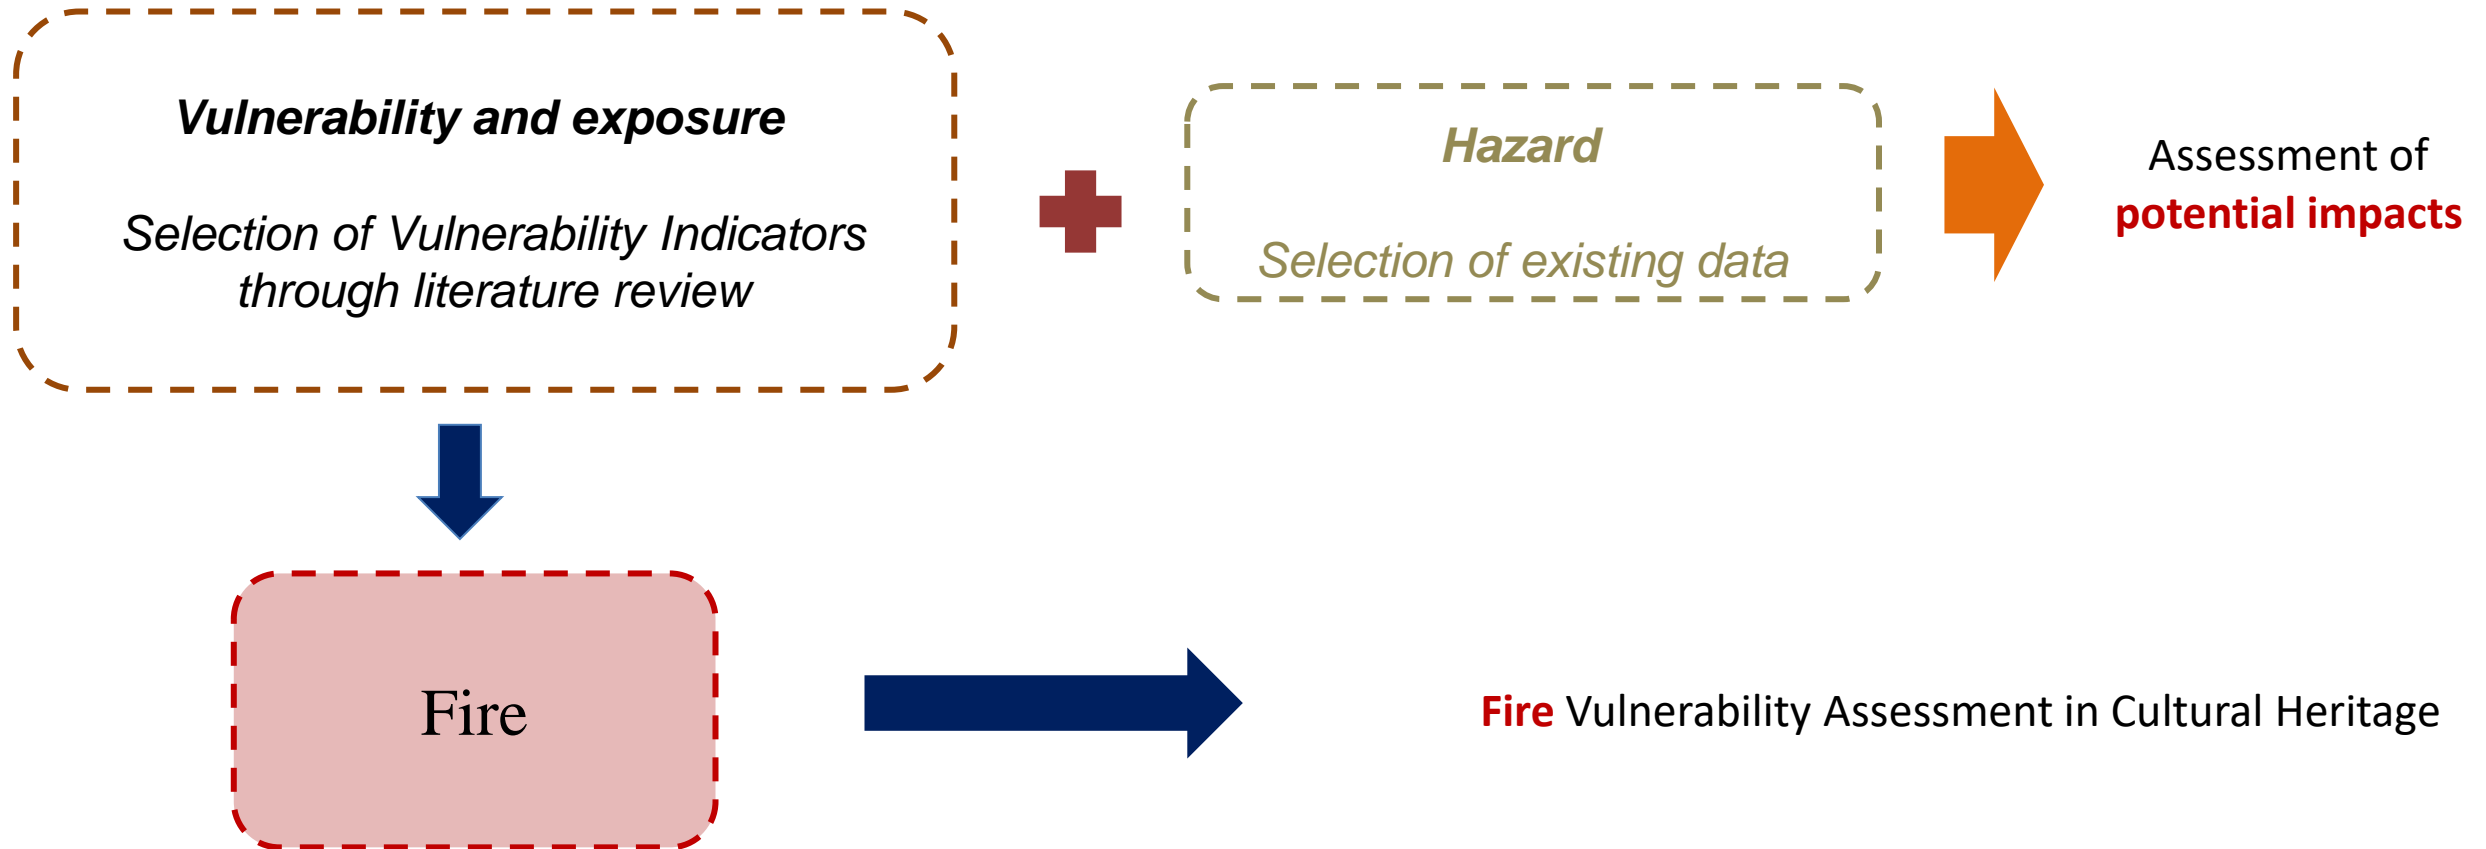 Vulnerability and exposure
Selection of Vulnerability Indicators
through literature review
Hazard
Selection of existing data
Assessment of
potential impacts
Fire
Fire Vulnerability Assessment in Cultural Heritage